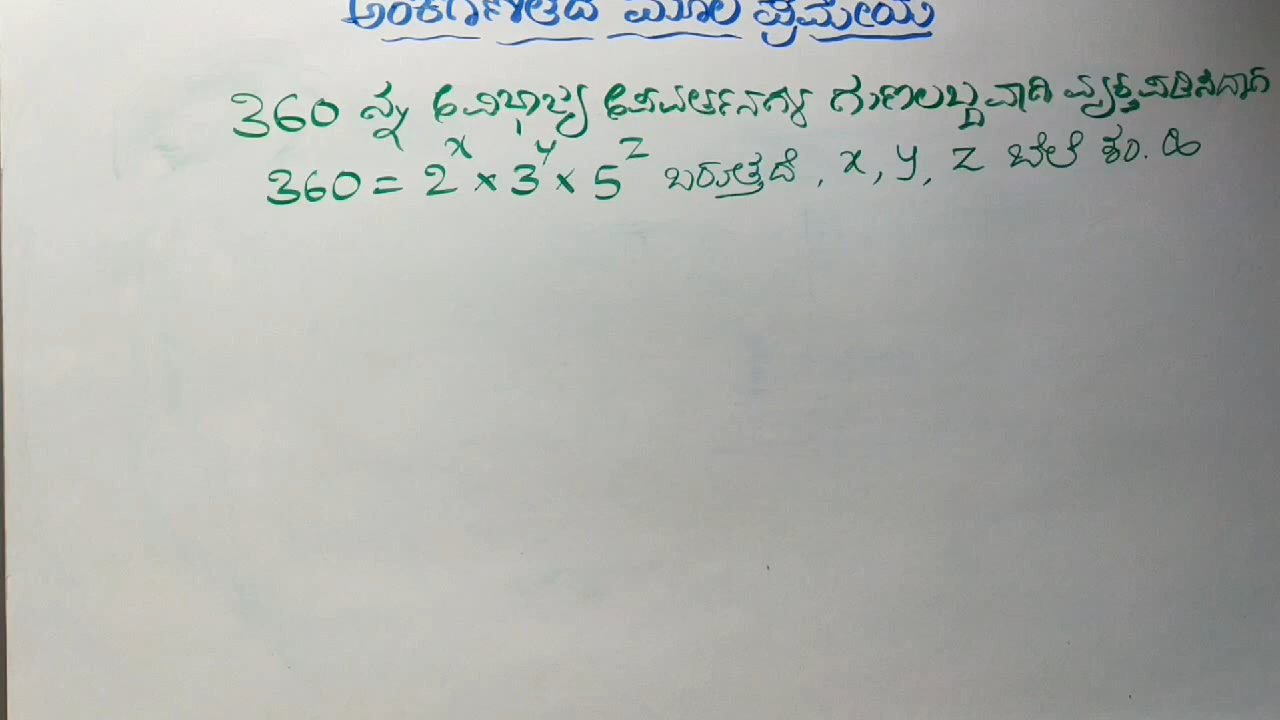 ಅಂಕಗಣಿತದ ಮೂಲ ಪ್ರಮೇಯ
360 ನ್ನು ಅವಿಭಾಜ್ಯ ಅಪವರ್ತನಗಳ ಗುಣಲಬ್ಧವಾಗಿ ವ್ಯಕ್ತಪಡಿಸಿದಾಗ
360 = 2^x × 3^y × 5^z ಬರುತ್ತದೆ, x, y, z ಬೆಲೆ ಕಂ. ಹಿ